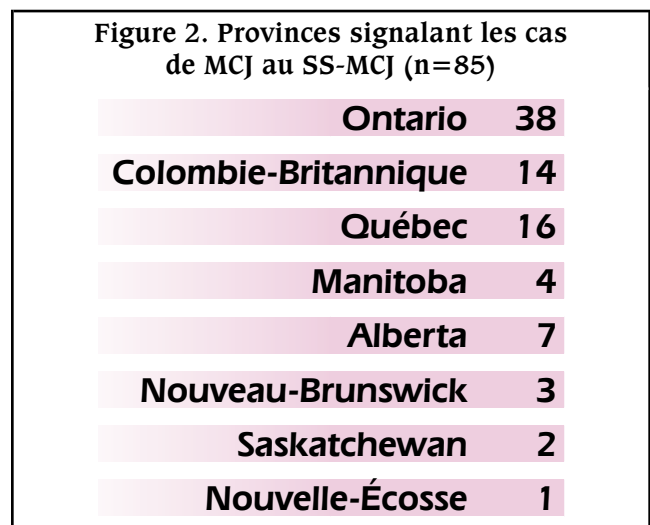 Figure 2. Provinces signalant les cas
de MCJ au SS-MCJ (n=85)
Ontario 38
Colombie-Britannique 14
Québec 16
Manitoba 4
Alberta 7
Nouveau-Brunswick 3
Saskatchewan 2
Nouvelle-Écosse 1